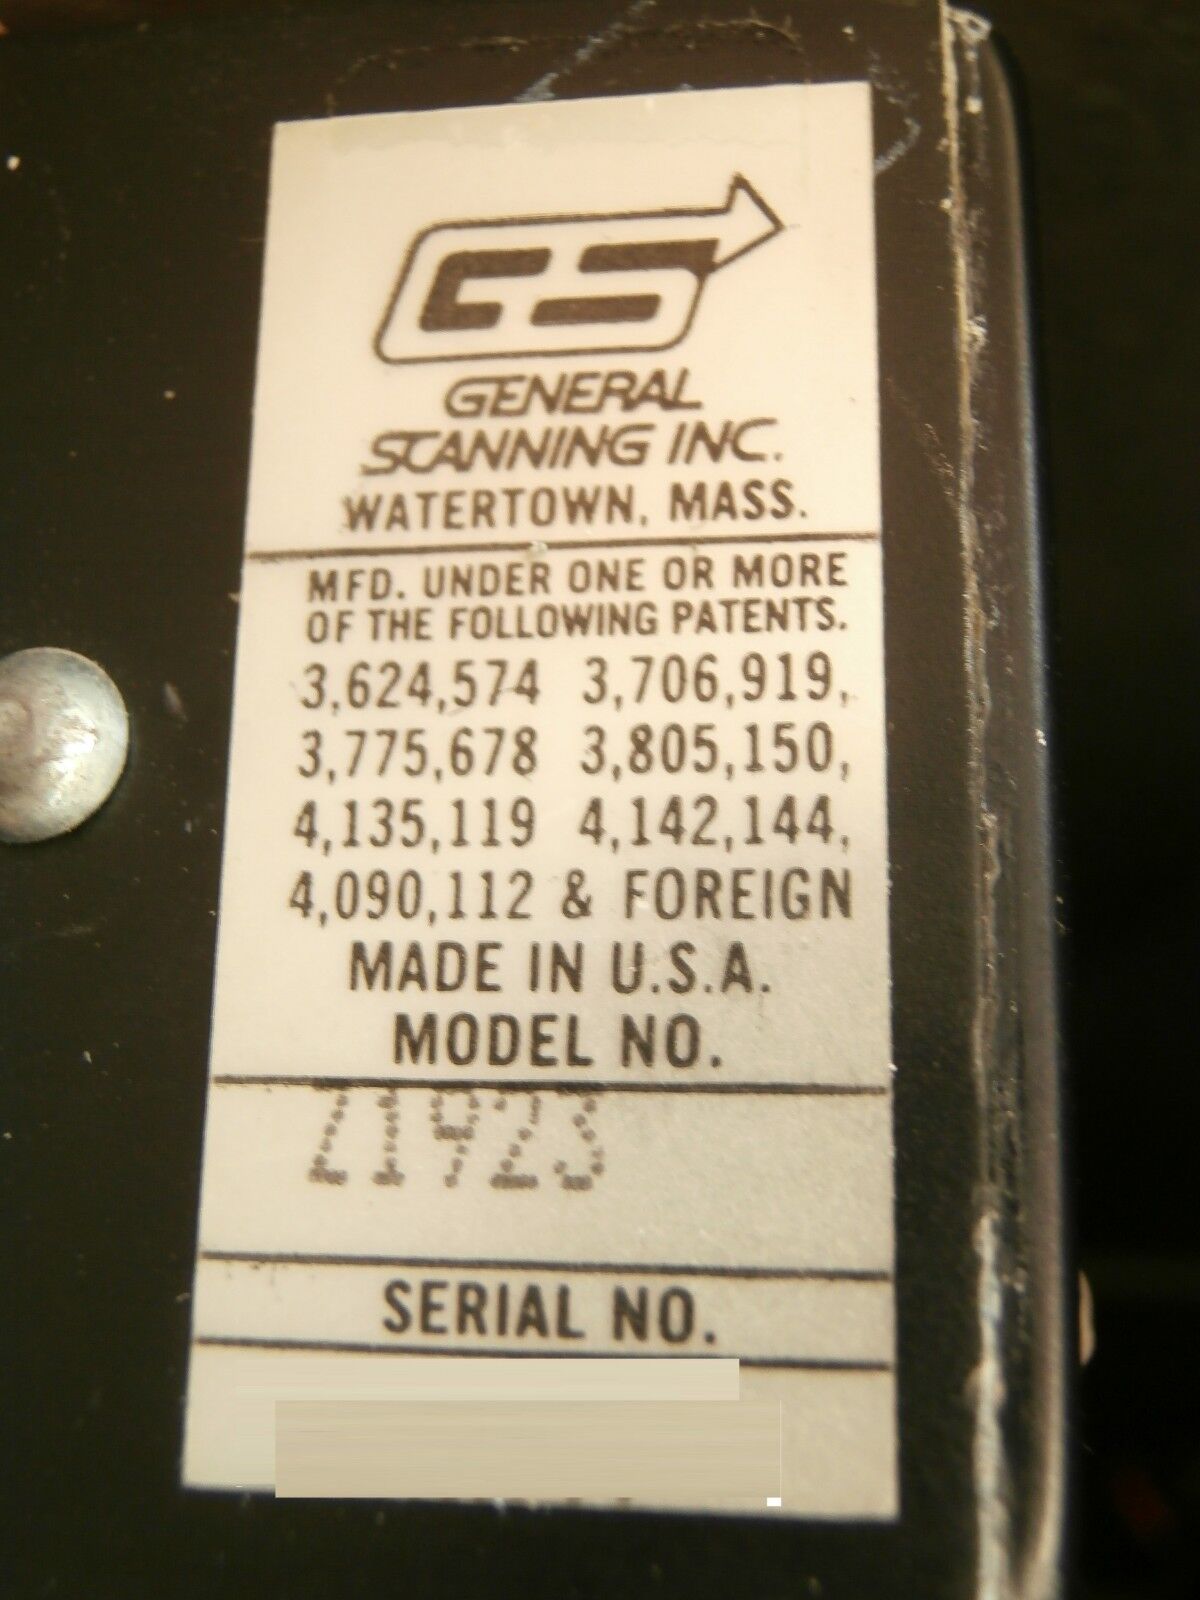 GS
GENERAL
SCANNING INC.
WATERTOWN, MASS.
MFD. UNDER ONE OR MORE
OF THE FOLLOWING PATENTS.
3,624,574 3,706,919,
3,775,678 3,805,150,
4,135,119 4,142,144,
4,090,112 & FOREIGN
MADE IN U.S.A.
MODEL NO.
SERIAL NO.